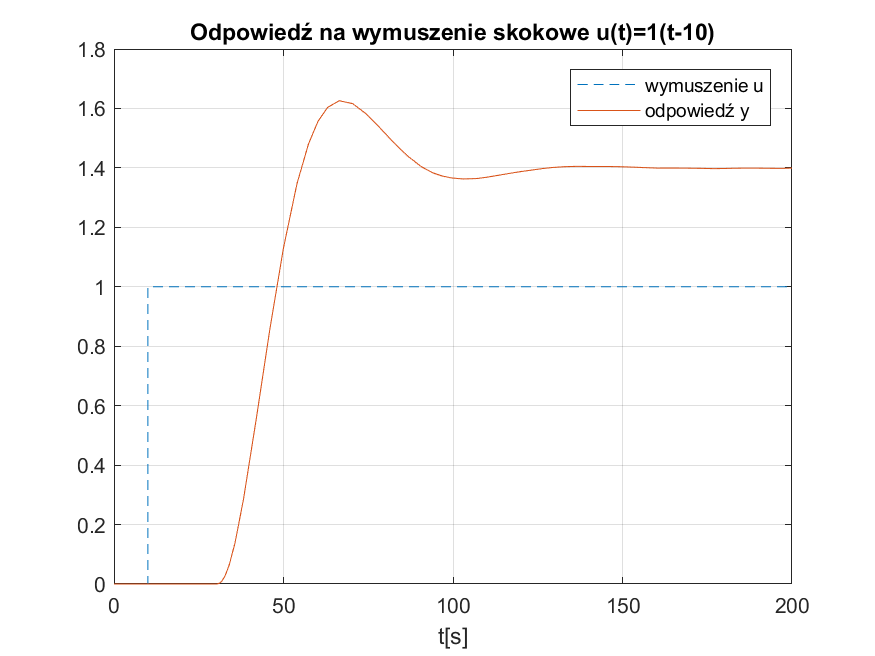 Odpowiedź na wymuszenie skokowe u(t)=1(t-10)
1.8
wymuszenie u
odpowiedź y
1.6
1.4
1.2
1
0.8
0.6
0.4
0.2
0
0 50 100 150 200
t[s]